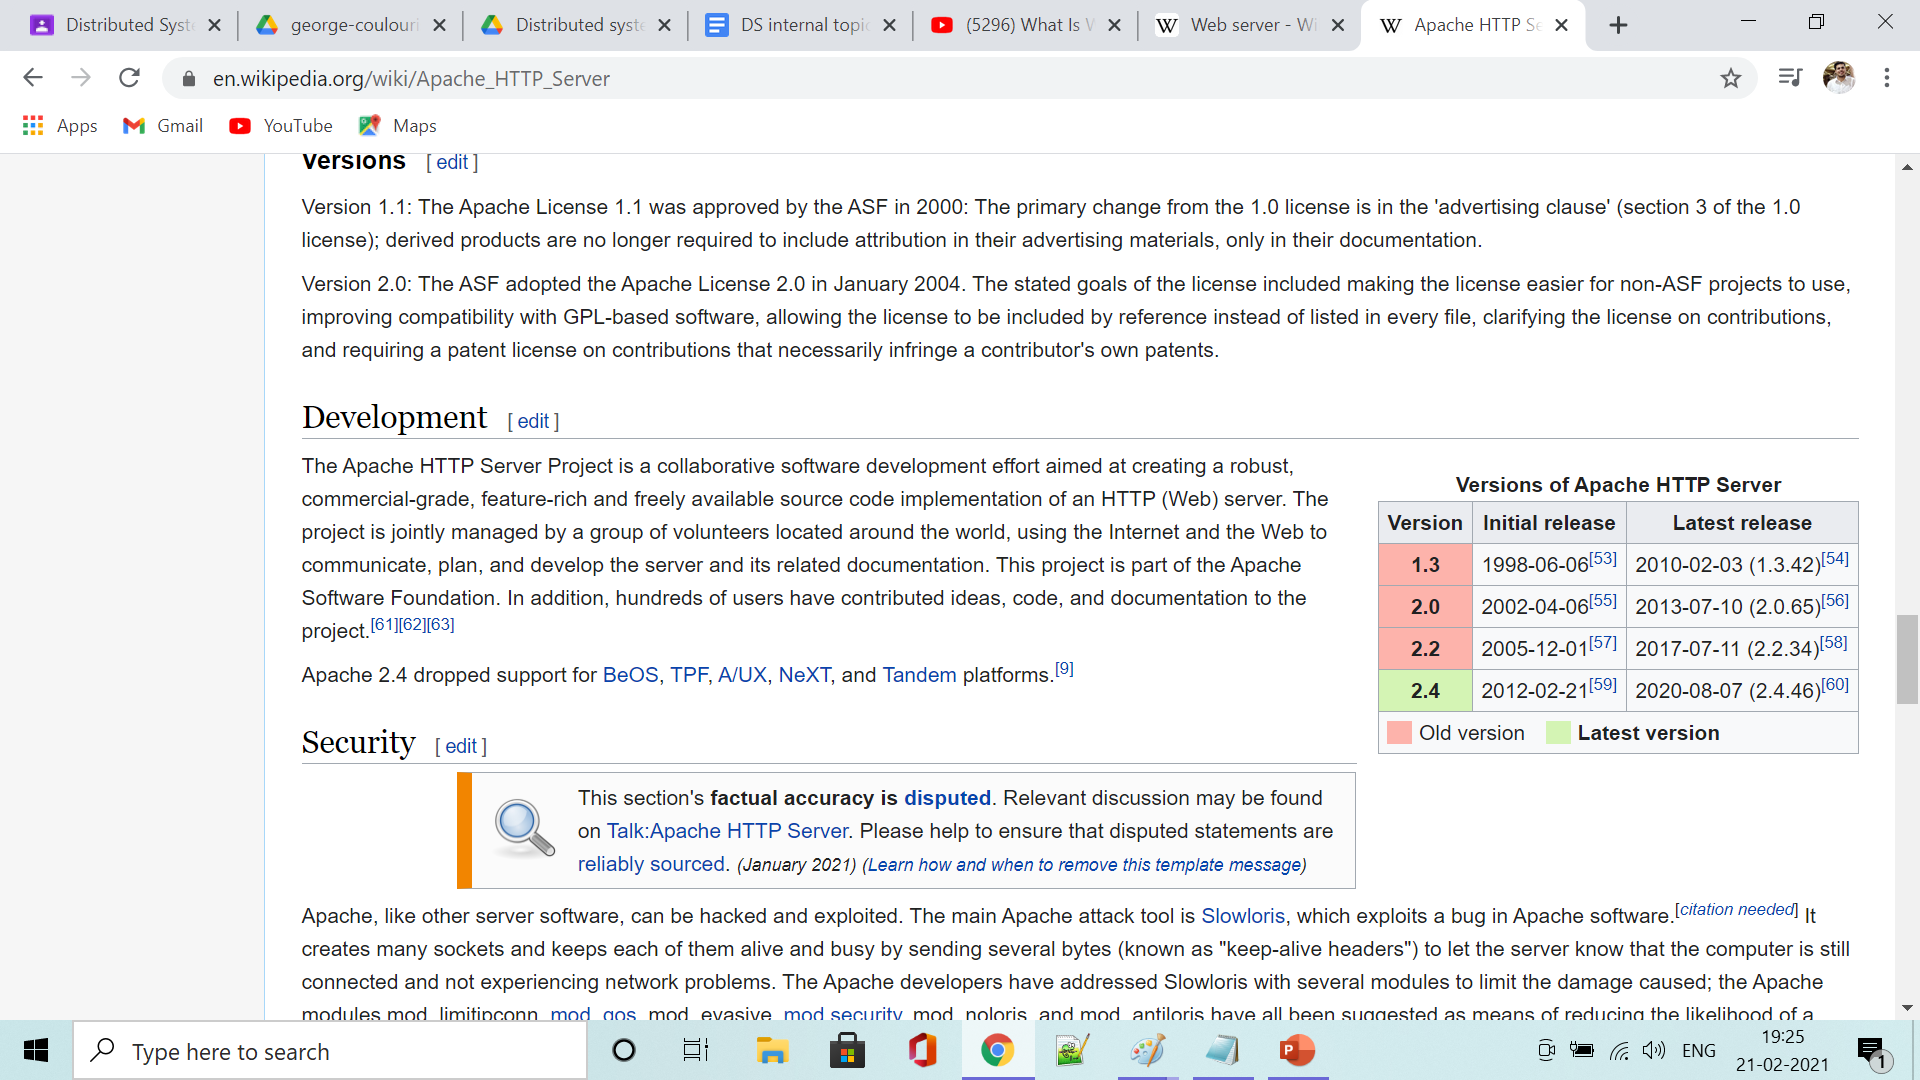 Distributed Syst
george-coulouri
Distributed syste
DS internal topic
(5296) What Is W
Web server - Wi
Apache HTTP Se
en.wikipedia.org/wiki/Apache_HTTP_Server
Apps
Gmail
YouTube
Maps
Versions [ edit ]
Version 1.1: The Apache License 1.1 was approved by the ASF in 2000: The primary change from the 1.0 license is in the 'advertising clause' (section 3 of the 1.0
license); derived products are no longer required to include attribution in their advertising materials, only in their documentation.
Version 2.0: The ASF adopted the Apache License 2.0 in January 2004. The stated goals of the license included making the license easier for non-ASF projects to use,
improving compatibility with GPL-based software, allowing the license to be included by reference instead of listed in every file, clarifying the license on contributions,
and requiring a patent license on contributions that necessarily infringe a contributor's own patents.
Development [ edit ]
The Apache HTTP Server Project is a collaborative software development effort aimed at creating a robust,
commercial-grade, feature-rich and freely available source code implementation of an HTTP (Web) server. The
project is jointly managed by a group of volunteers located around the world, using the Internet and the Web to
communicate, plan, and develop the server and its related documentation. This project is part of the Apache
Software Foundation. In addition, hundreds of users have contributed ideas, code, and documentation to the
project.[61][62][63]
Apache 2.4 dropped support for BeOS, TPF, A/UX, NeXT, and Tandem platforms.[9]
Versions of Apache HTTP Server
Version Initial release Latest release
1.3 1998-06-06[53] 2010-02-03 (1.3.42)[54]
2.0 2002-04-06[55] 2013-07-10 (2.0.65)[56]
2.2 2005-12-01[57] 2017-07-11 (2.2.34)[58]
2.4 2012-02-21[59] 2020-08-07 (2.4.46)[60]
Old version Latest version
Security [ edit ]
This section's factual accuracy is disputed. Relevant discussion may be found
on Talk:Apache HTTP Server. Please help to ensure that disputed statements are
reliably sourced. (January 2021) (Learn how and when to remove this template message)
Apache, like other server software, can be hacked and exploited. The main Apache attack tool is Slowloris, which exploits a bug in Apache software.[citation needed] It
creates many sockets and keeps each of them alive and busy by sending several bytes (known as "keep-alive headers") to let the server know that the computer is still
connected and not experiencing network problems. The Apache developers have addressed Slowloris with several modules to limit the damage caused; the Apache
modules mod_limitipconn, mod_qos, mod_evasive, mod security, mod_noloris, and mod_antiloris have all been suggested as means of reducing the likelihood of a
Type here to search
ENG
19:25
21-02-2021
1